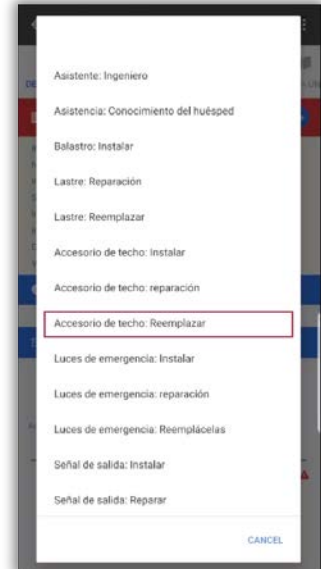 Asistente: Ingeniero
Asistencia: Conocimiento del huésped
Balastro: Instalar
Lastre: Reparación
Lastre: Reemplazar
Accesorio de techo: Instalar
Accesorio de techo: reparación
Accesorio de techo: Reemplazar
Luces de emergencia: Instalar
Luces de emergencia: reparación
Luces de emergencia: Reemplácelas
Señal de salida: Instalar
Señal de salida: Reparar
CANCEL